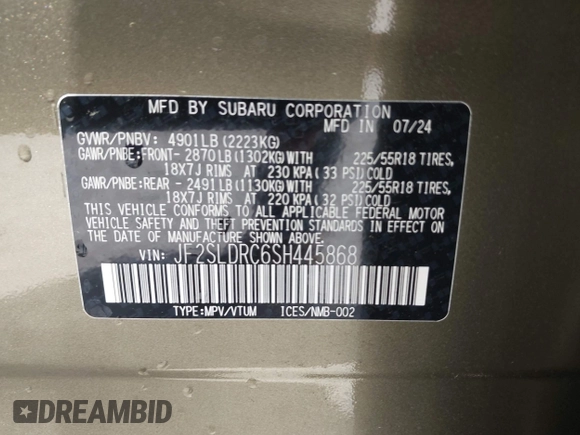 MFD BY SUBARU CORPORATION
MFD IN 07/24
GVWR/PNBV: 4901LB (2223KG)
GAWR/PNBE:FRONT- 2870LB (1302KG) WITH 225/55R18 TIRES,
18X7J RIMS AT 230 KPA ( 33 PSI) COLD
GAWR/PNBE:REAR - 2491LB (1130KG) WITH 225/55R18 TIRES,
18X7J RIMS AT 220 KPA ( 32 PSI) COLD
THIS VEHICLE CONFORMS TO ALL APPLICABLE FEDERAL MOTOR
VEHICLE SAFETY AND THEFT PREVENTION STANDARDS IN EFFECT ON
THE DATE OF MANUFACTURE SHOWN ABOVE.
VIN: JF2SLDRC6SH445868
TYPE:MPV/VTUM ICES/NMB-002
DREAMBID